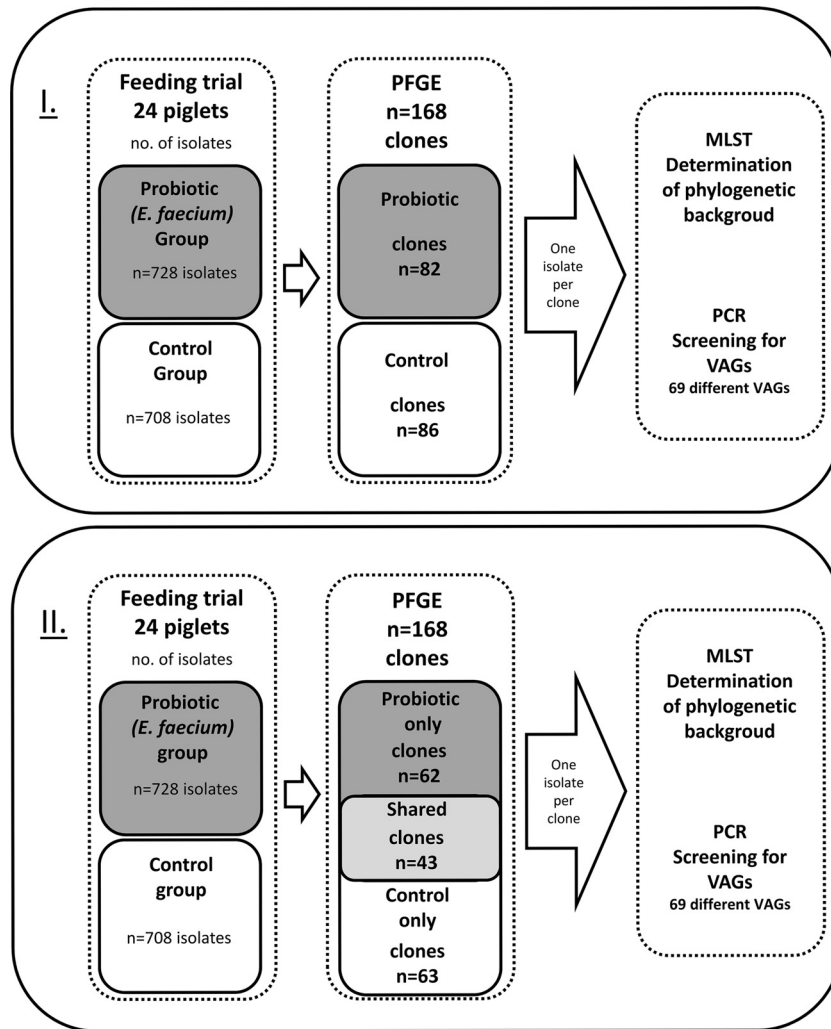 I.
Feeding trial
24 piglets
no. of isolates
Probiotic
(E. faecium)
Group
n=728 isolates
Control
Group
n=708 isolates
PFGE
n=168
clones
Probiotic
clones
n=82
Control
clones
n=86
One
isolate
per
clone
MLST
Determination
of phylogenetic
backgroud
PCR
Screening for
VAGs
69 different VAGs
II.
Feeding trial
24 piglets
no. of isolates
Probiotic
(E. faecium)
group
n=728 isolates
Control
group
n=708 isolates
PFGE
n=168
clones
Probiotic
only
clones
n=62
Shared
clones
n=43
Control
only
clones
n=63
One
isolate
per
clone
MLST
Determination
of phylogenetic
backgroud
PCR
Screening for
VAGs
69 different VAGs